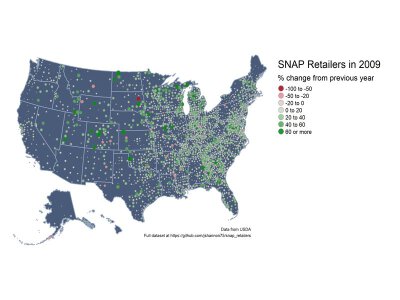 SNAP Retailers in 2009
% change from previous year
-100 to -50
-50 to -20
-20 to 0
0 to 20
20 to 40
40 to 60
60 or more
Data from USDA
Full dataset at https://github.com/jshannon75/snap_retailers